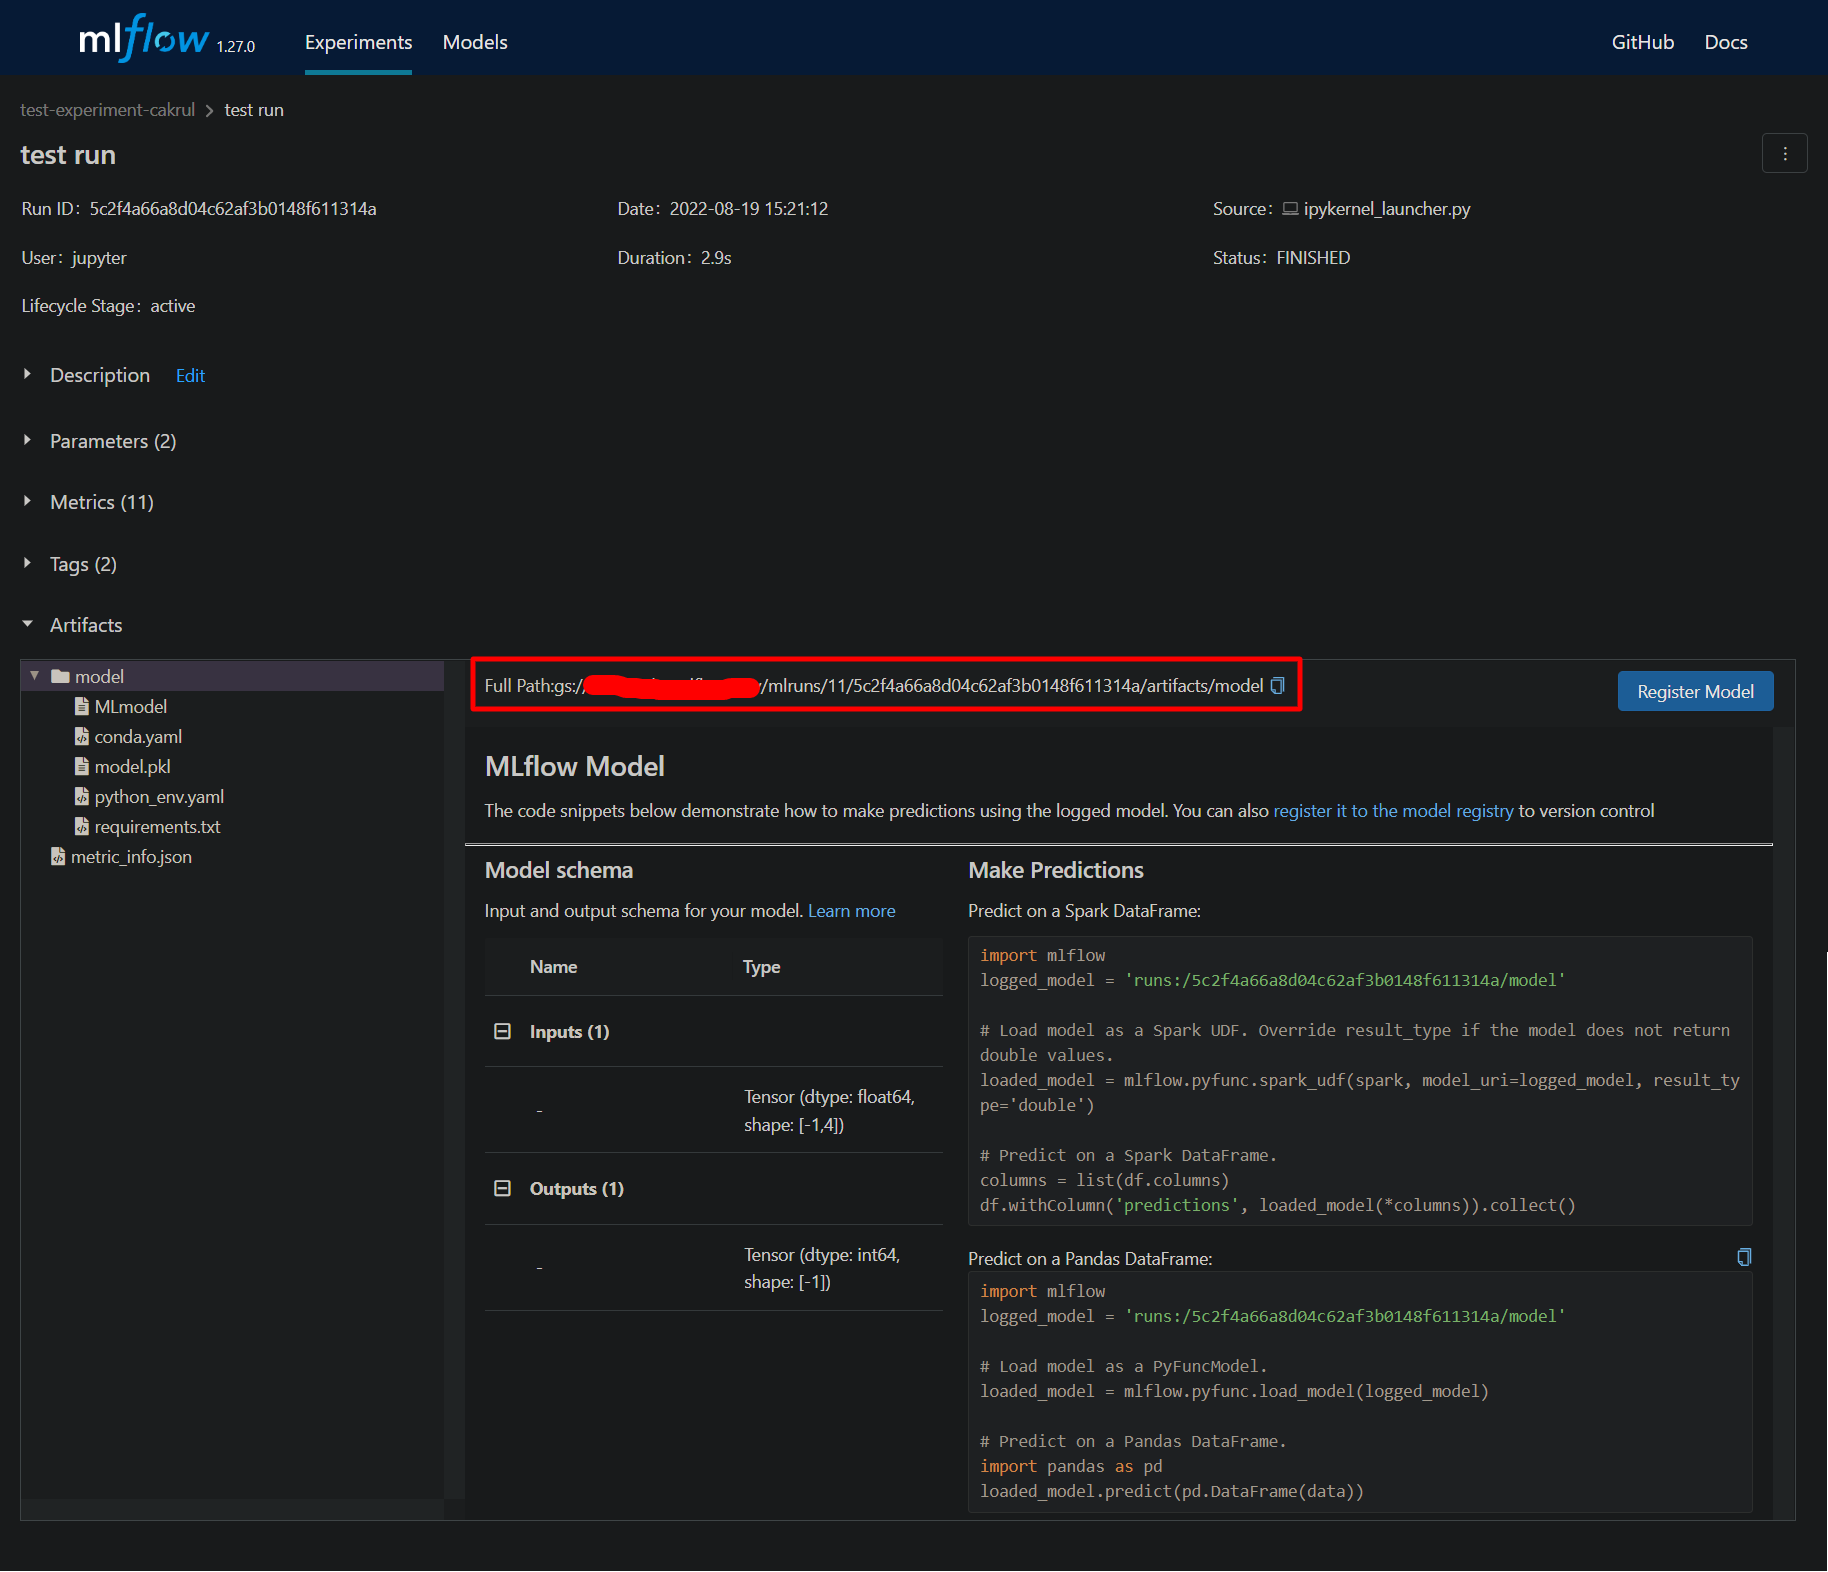 mlflow 1.27.0 Experiments Models GitHub Docs
test-experiment-cakrul > test run
test run
Run ID: 5c2f4a66a8d04c62af3b0148f611314a Date: 2022-08-19 15:21:12 Source: ipykernel_launcher.py
User: jupyter Duration: 2.9s Status: FINISHED
Lifecycle Stage: active
Description Edit
Parameters (2)
Metrics (11)
Tags (2)
Artifacts
model
MLmodel
conda.yaml
model.pkl
python_env.yaml
requirements.txt
metric_info.json
Full Path:gs:// /mlruns/11/5c2f4a66a8d04c62af3b0148f611314a/artifacts/model
Register Model
MLflow Model
The code snippets below demonstrate how to make predictions using the logged model. You can also register it to the model registry to version control
Model schema
Input and output schema for your model. Learn more
Name Type
Inputs (1)
- Tensor (dtype: float64,
shape: [-1,4])
Outputs (1)
- Tensor (dtype: int64,
shape: [-1])
Make Predictions
Predict on a Spark DataFrame:
import mlflow
logged_model = 'runs:/5c2f4a66a8d04c62af3b0148f611314a/model'
# Load model as a Spark UDF. Override result_type if the model does not return
double values.
loaded_model = mlflow.pyfunc.spark_udf(spark, model_uri=logged_model, result_ty
pe='double')
# Predict on a Spark DataFrame.
columns = list(df.columns)
df.withColumn('predictions', loaded_model(*columns)).collect()
Predict on a Pandas DataFrame:
import mlflow
logged_model = 'runs:/5c2f4a66a8d04c62af3b0148f611314a/model'
# Load model as a PyFuncModel.
loaded_model = mlflow.pyfunc.load_model(logged_model)
# Predict on a Pandas DataFrame.
import pandas as pd
loaded_model.predict(pd.DataFrame(data))